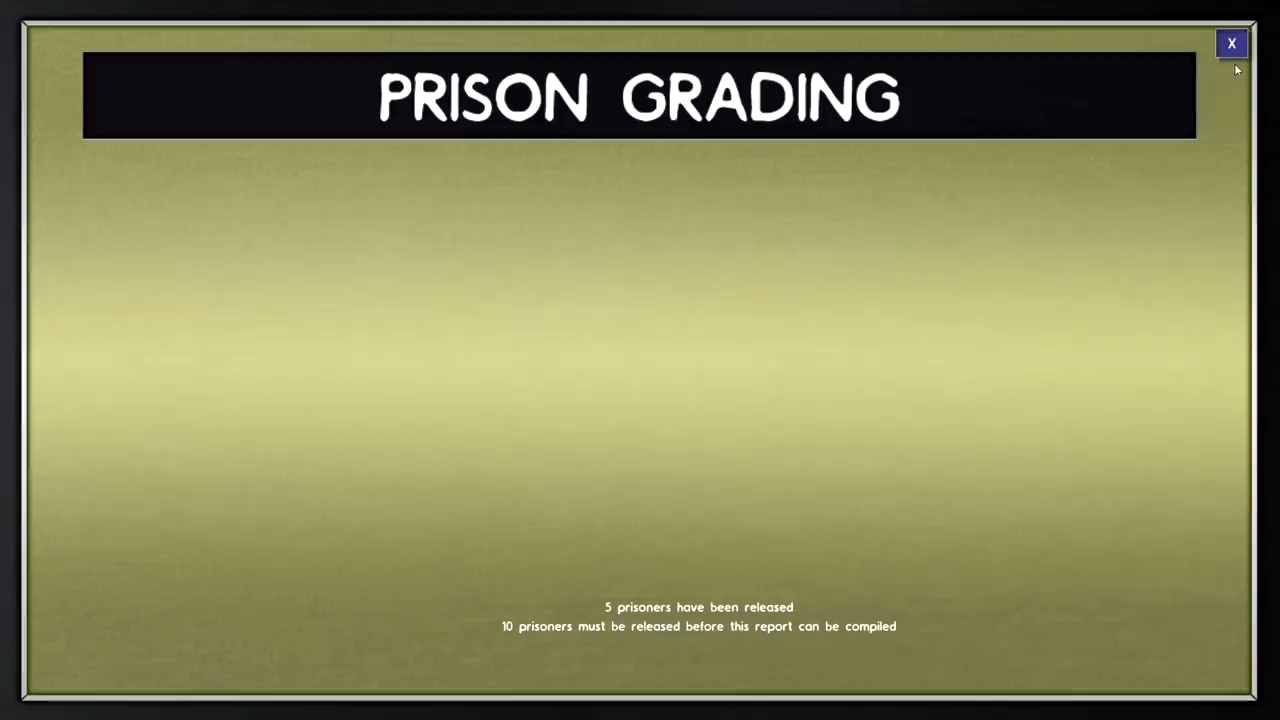 X
PRISON GRADING
5 prisoners have been released
10 prisoners must be released before this report can be compiled